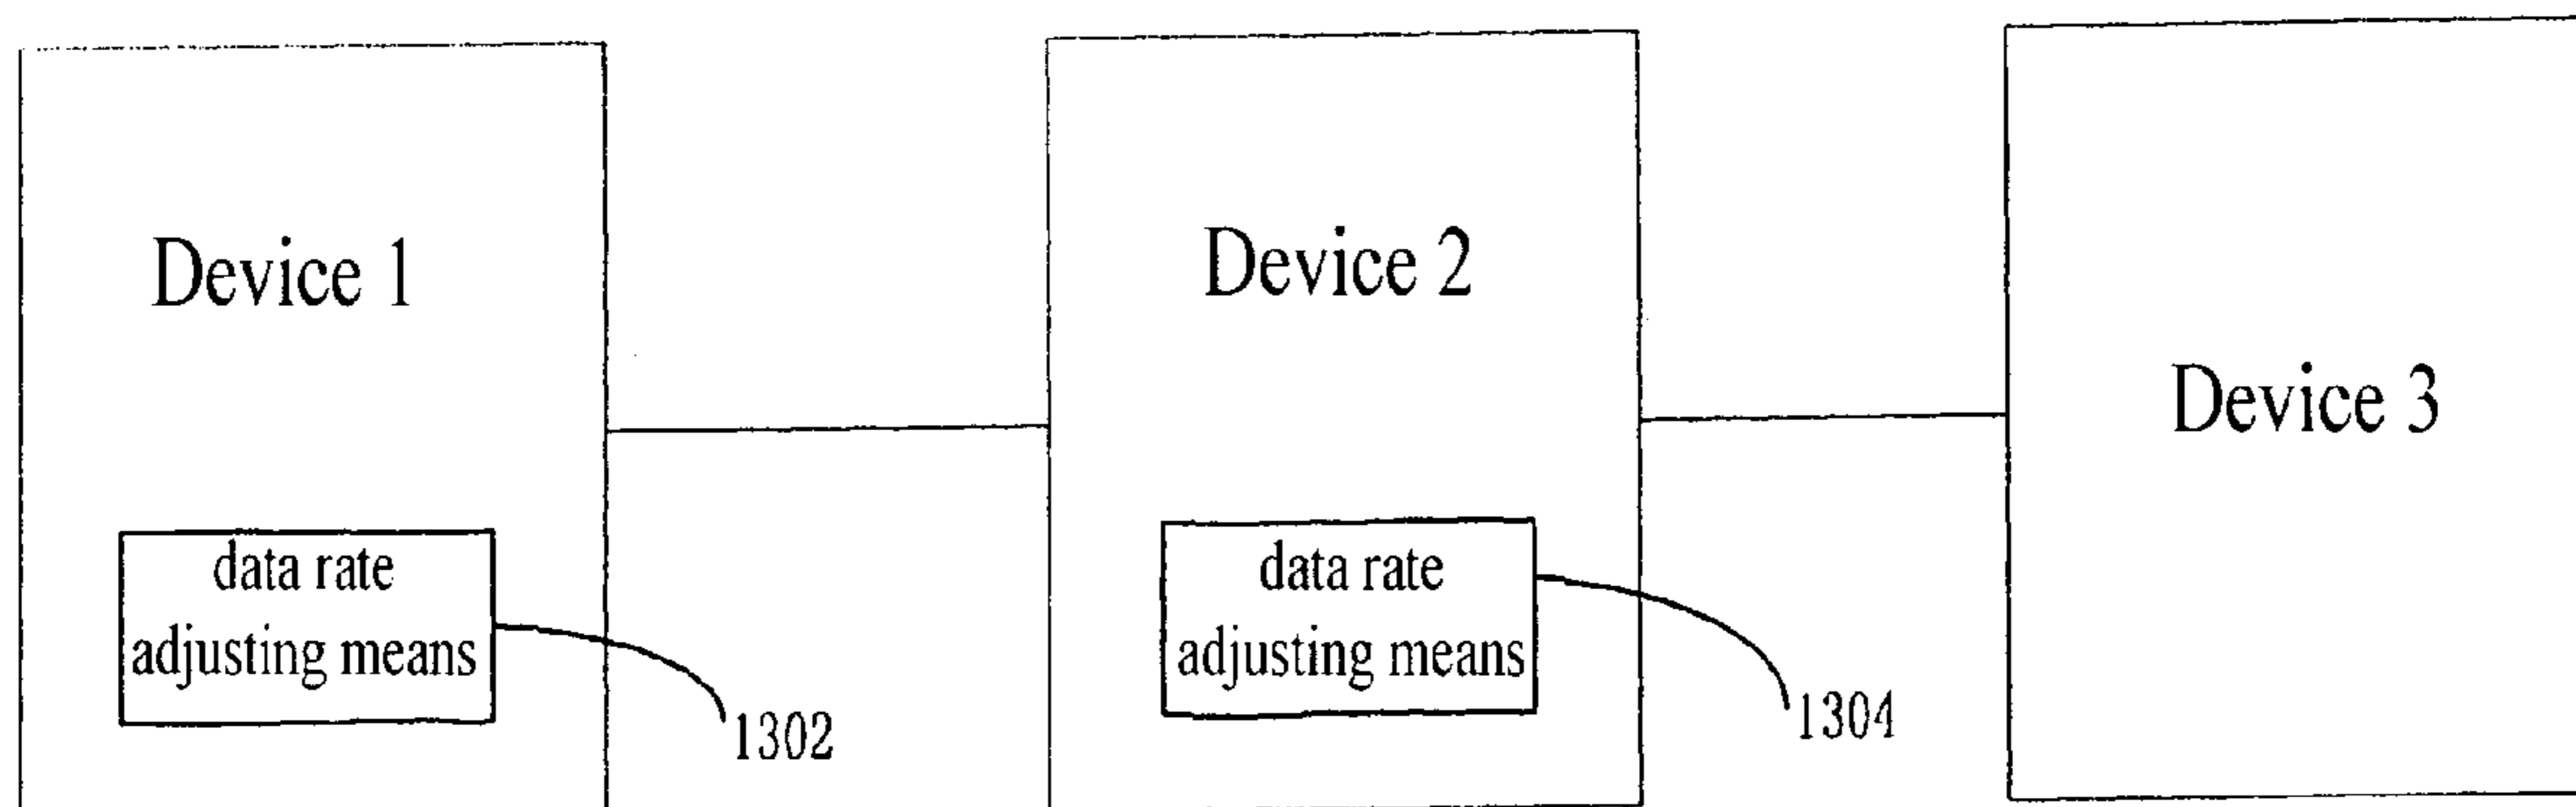 Device 1
data rate
adjusting means
1302
Device 2
data rate
adjusting means
1304
Device 3